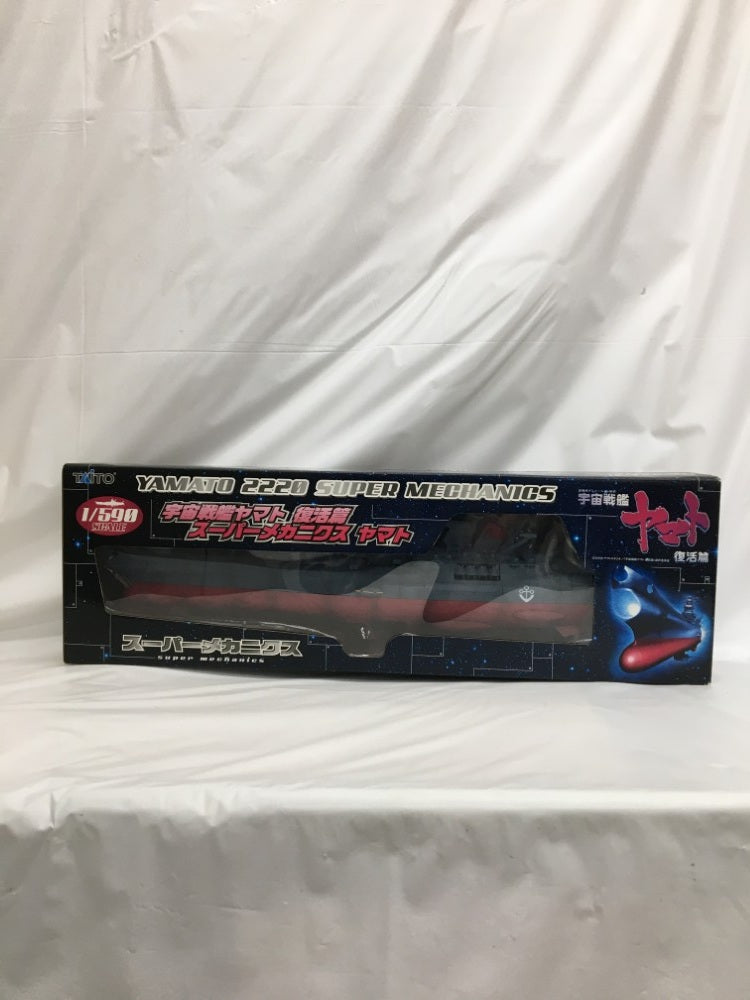 TAITO
YAMATO 2220 SUPER MECHANICS
1/590
宇宙戦艦ヤマト 復活篇
スーパーメカニクス ヤマト
宇宙戦艦
ヤマト
復活篇
スーパーメカニクス
super mechanics